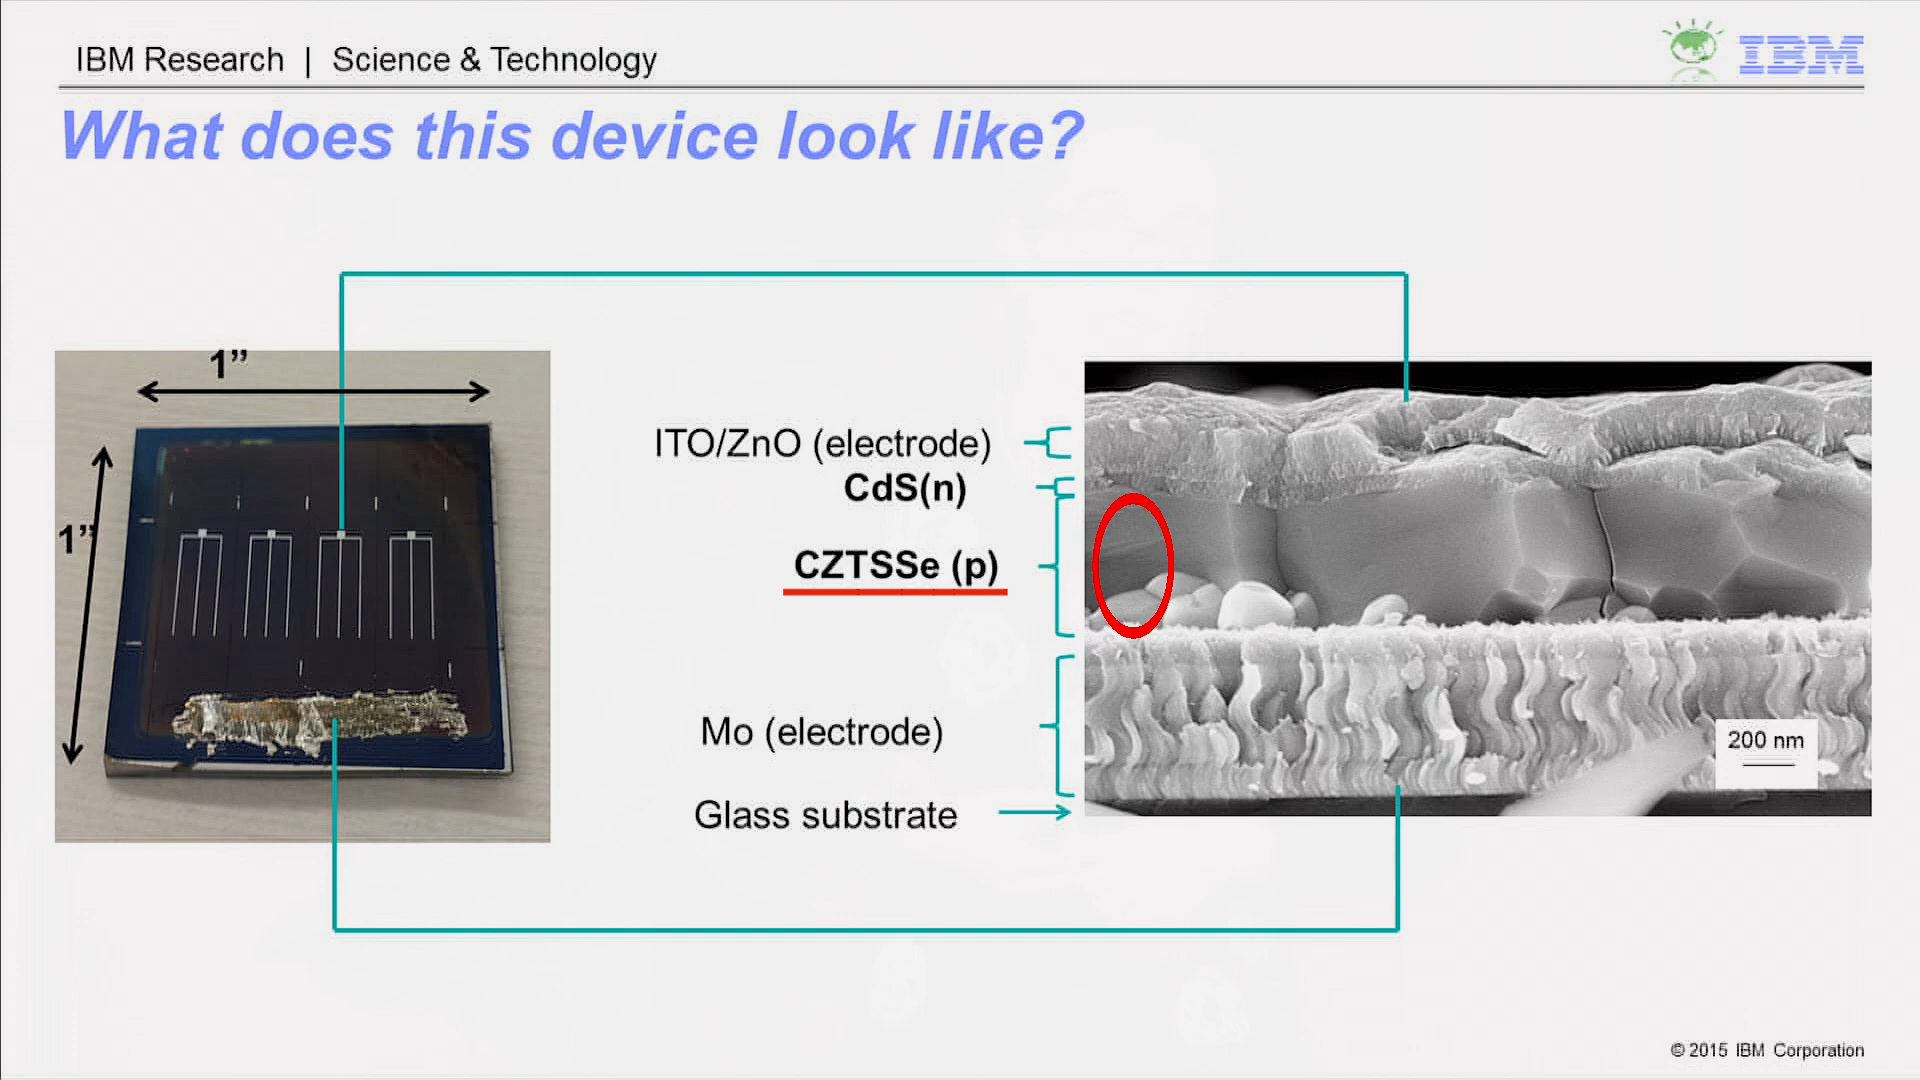 IBM Research | Science & Technology
IBM
What does this device look like?
1”
1”
ITO/ZnO (electrode)
CdS(n)
CZTSSe (p)
Mo (electrode)
Glass substrate
200 nm
© 2015 IBM Corporation